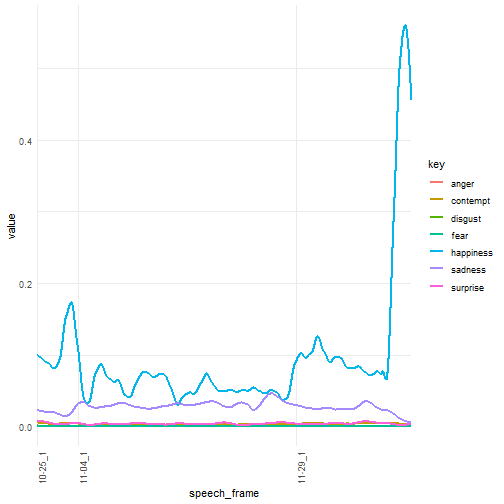 value
0.4
0.2
0.0
10-25_1
11-04_1
11-29_1
speech_frame
key
anger
contempt
disgust
fear
happiness
sadness
surprise